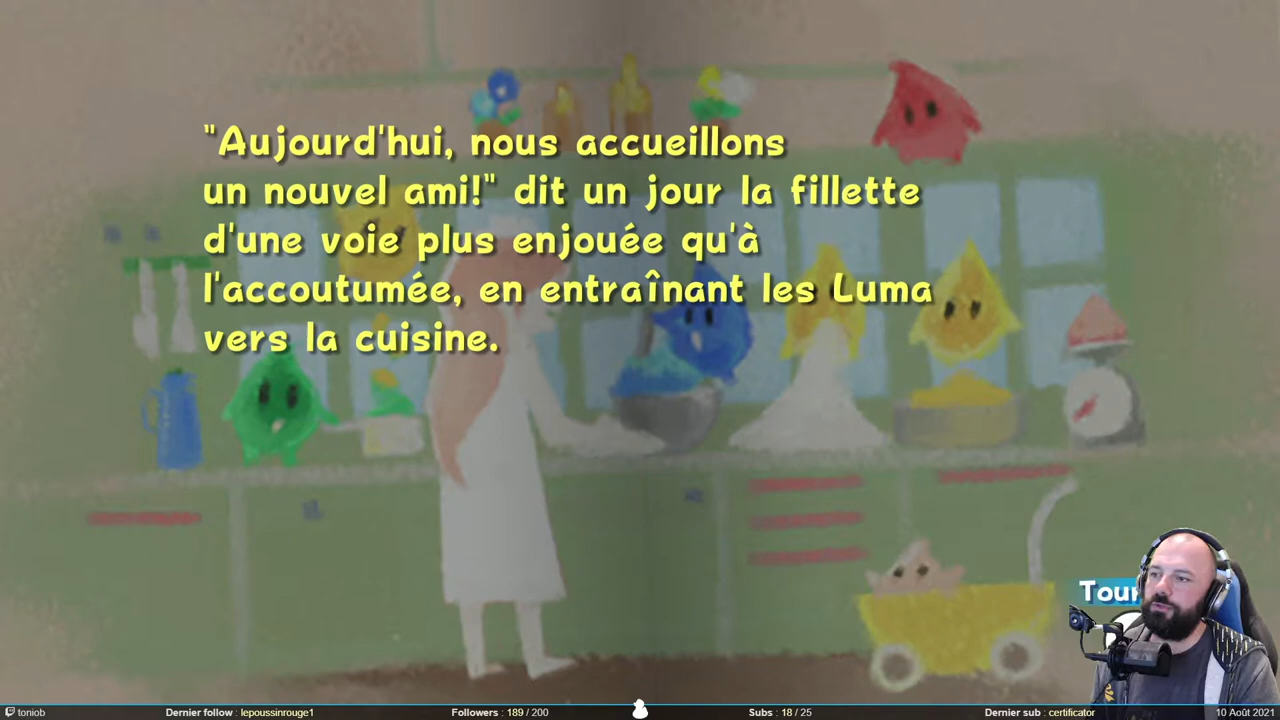 "Aujourd'hui, nous accueillons
un nouvel ami!" dit un jour la fillette
d'une voie plus enjouée qu'à
l'accoutumée, en entraînant les Luma
vers la cuisine.
toniob
Dernier follow : lepoussinrouge1
Followers : 189 / 200
Subs : 18 / 25
Dernier sub : certificator
10 Août 2021